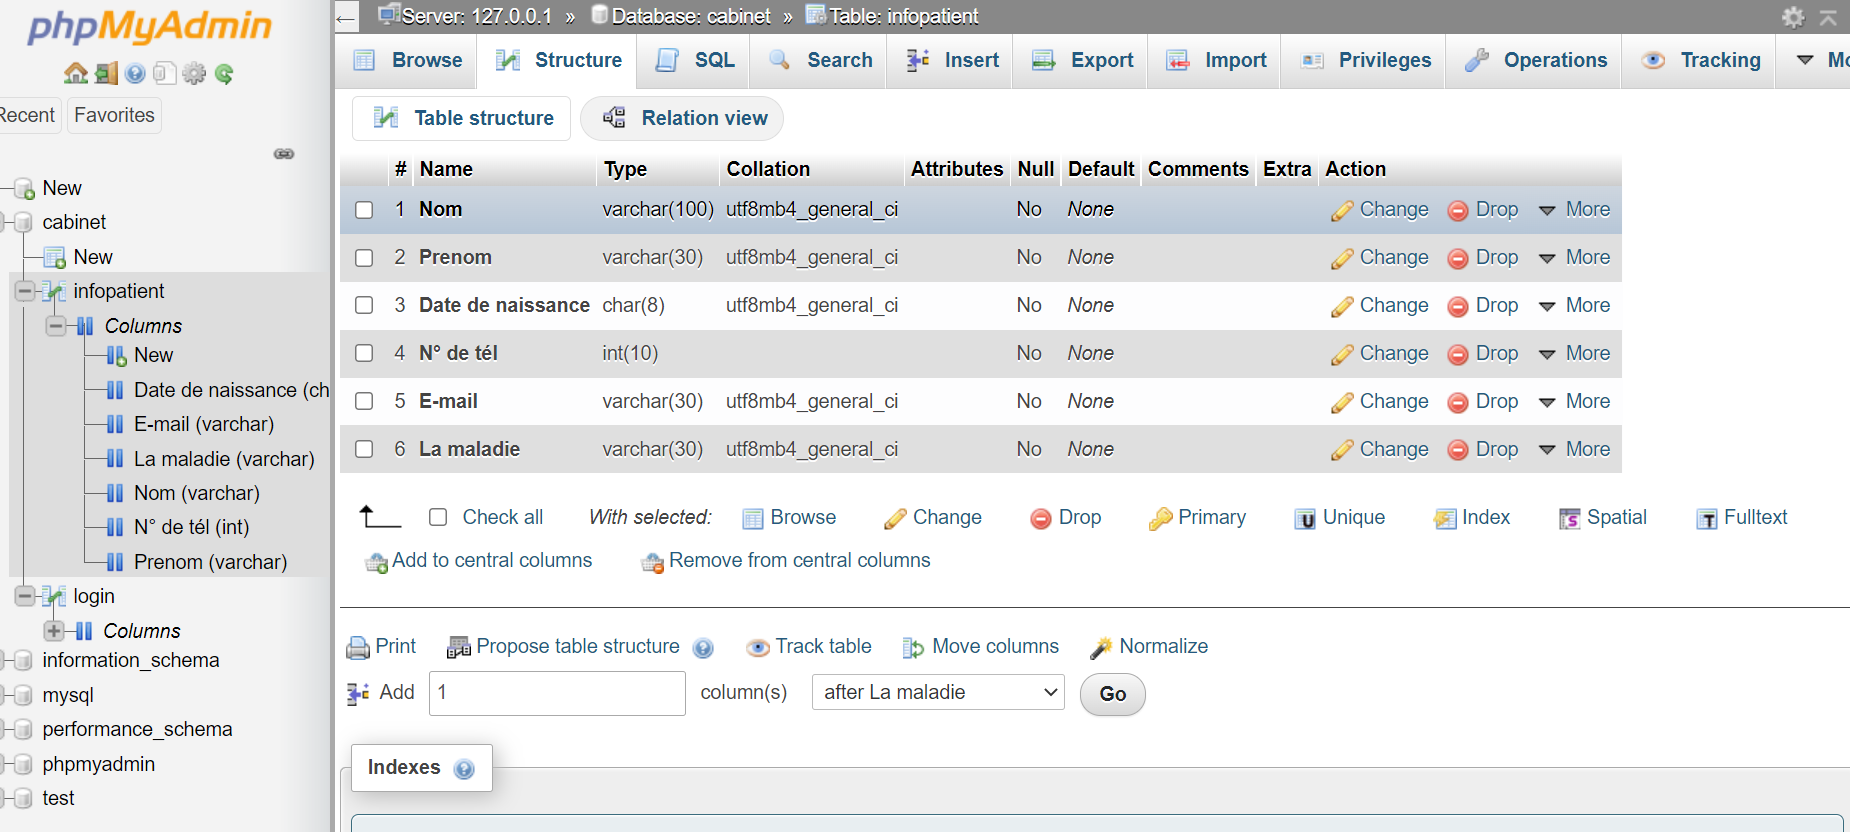 phpMyAdmin
Recent Favorites
New
cabinet
New
infopatient
Columns
New
Date de naissance (ch
E-mail (varchar)
La maladie (varchar)
Nom (varchar)
N° de tél (int)
Prenom (varchar)
login
Columns
information_schema
mysql
performance_schema
phpmyadmin
test
Server: 127.0.0.1 » Database: cabinet » Table: infopatient
Browse Structure SQL Search Insert Export Import Privileges Operations Tracking Mo
Table structure Relation view
# Name Type Collation Attributes Null Default Comments Extra Action
1 Nom varchar(100) utf8mb4_general_ci No None Change Drop More
2 Prenom varchar(30) utf8mb4_general_ci No None Change Drop More
3 Date de naissance char(8) utf8mb4_general_ci No None Change Drop More
4 N° de tél int(10) No None Change Drop More
5 E-mail varchar(30) utf8mb4_general_ci No None Change Drop More
6 La maladie varchar(30) utf8mb4_general_ci No None Change Drop More
Check all With selected: Browse Change Drop Primary Unique Index Spatial Fulltext
Add to central columns Remove from central columns
Print Propose table structure Track table Move columns Normalize
Add 1 column(s) after La maladie Go
Indexes